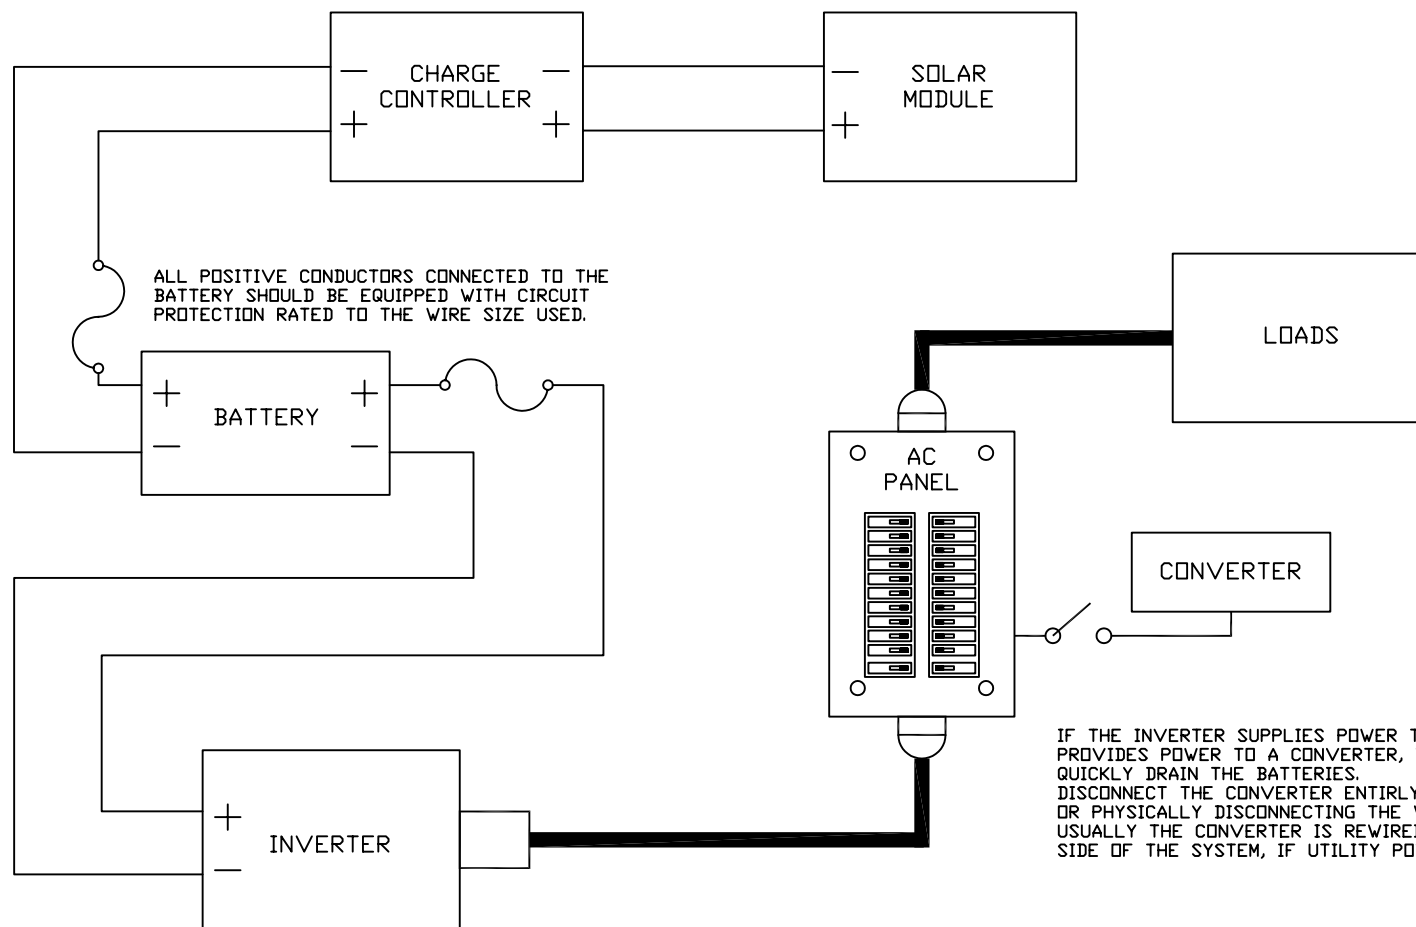 CHARGE
CONTROLLER
SOLAR
MODULE
ALL POSITIVE CONDUCTORS CONNECTED TO THE
BATTERY SHOULD BE EQUIPPED WITH CIRCUIT
PROTECTION RATED TO THE WIRE SIZE USED.
LOADS
BATTERY
AC
PANEL
CONVERTER
IF THE INVERTER SUPPLIES POWER
PROVIDES POWER TO A CONVERTER,
QUICKLY DRAIN THE BATTERIES.
DISCONNECT THE CONVERTER ENTIRLY
OR PHYSICALLY DISCONNECTING THE
USUALLY THE CONVERTER IS REWIRED
SIDE OF THE SYSTEM, IF UTILITY
INVERTER